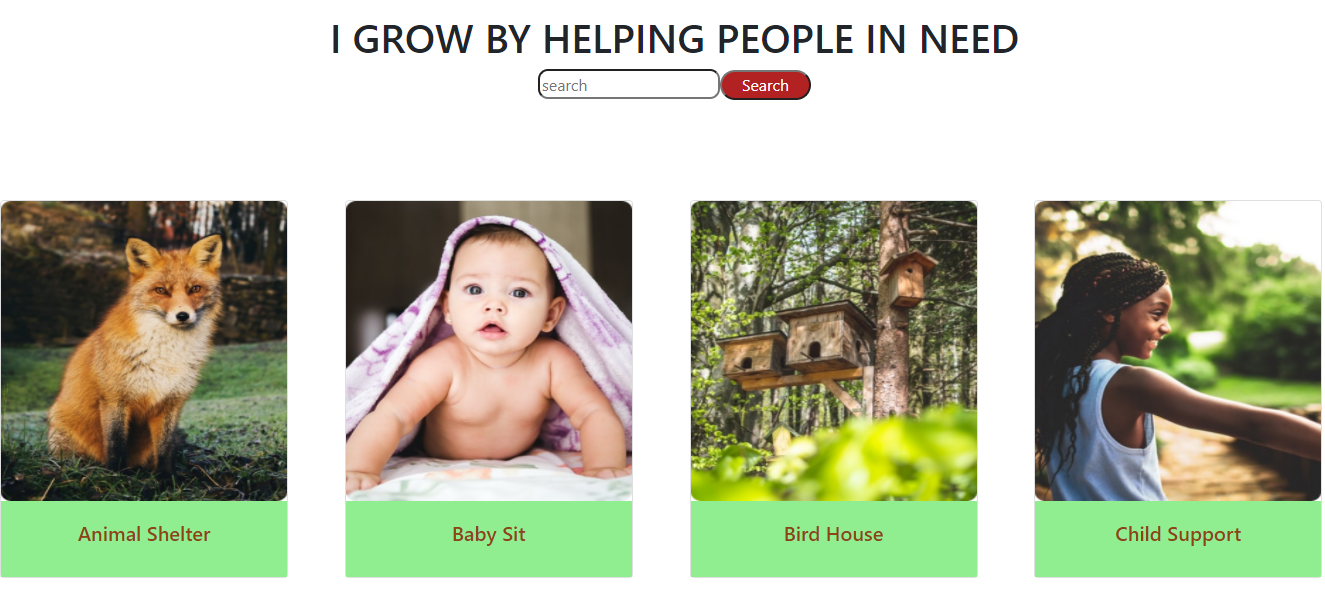 I GROW BY HELPING PEOPLE IN NEED
search
Search
Animal Shelter
Baby Sit
Bird House
Child Support